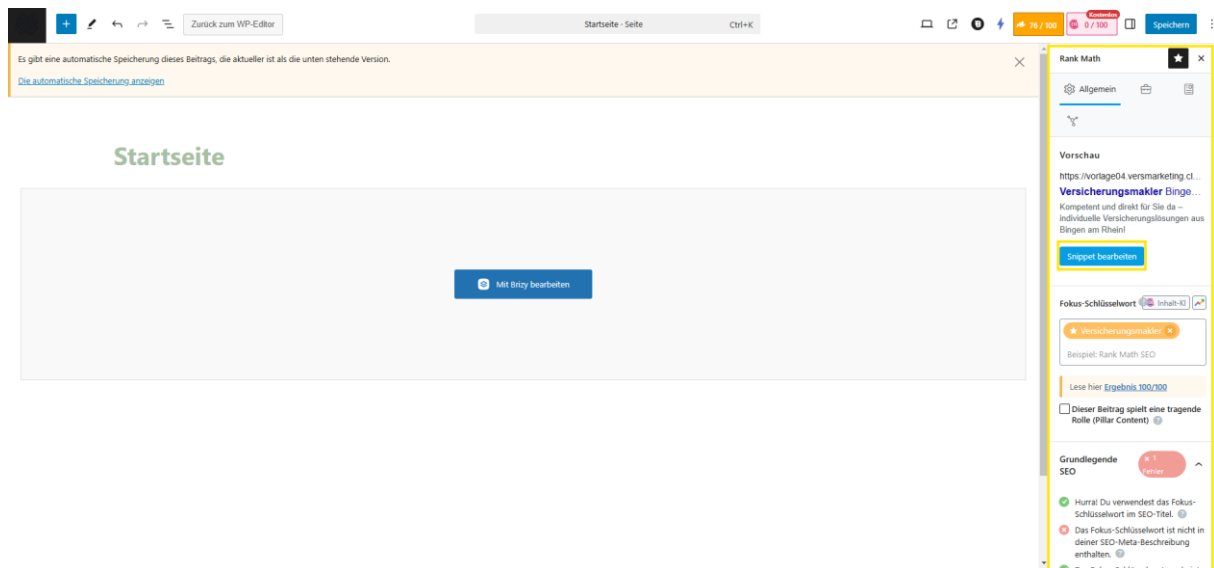 Zurück zum WP-Editor
Startseite · Seite
Ctrl+K
76 / 100
Kostenlos
0 / 100
Speichern
Es gibt eine automatische Speicherung dieses Beitrags, die aktueller ist als die unten stehende Version.
Die automatische Speicherung anzeigen
Startseite
Mit Brizy bearbeiten
Rank Math
Allgemein
Vorschau
https://vorlage04.versmarketing.cl...
Versicherungsmakler Binge...
Kompetent und direkt für Sie da –
individuelle Versicherungslösungen aus
Bingen am Rhein!
Snippet bearbeiten
Fokus-Schlüsselwort
Inhalt-KI
Versicherungsmakler
Beispiel: Rank Math SEO
Lese hier Ergebnis 100/100
Dieser Beitrag spielt eine tragende
Rolle (Pillar Content)
Grundlegende
SEO
× 1
Fehler
Hurra! Du verwendest das Fokus-
Schlüsselwort im SEO-Titel.
Das Fokus-Schlüsselwort ist nicht in
deiner SEO-Meta-Beschreibung
enthalten.